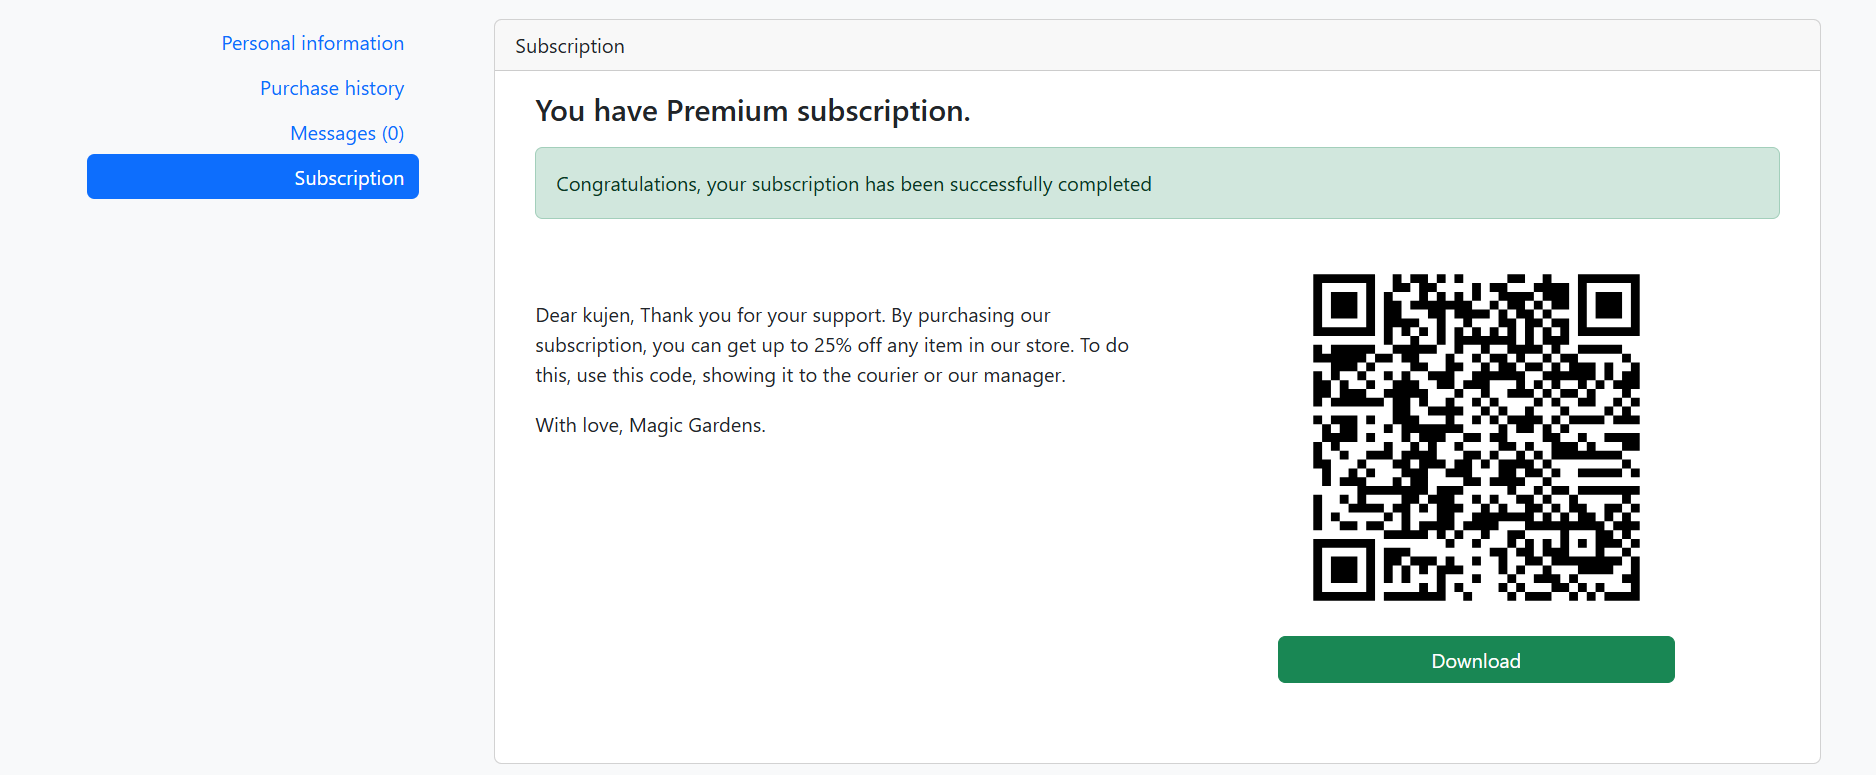 Personal information
Purchase history
Messages (0)
Subscription
Subscription
You have Premium subscription.
Congratulations, your subscription has been successfully completed
Dear kujen, Thank you for your support. By purchasing our
subscription, you can get up to 25% off any item in our store. To do
this, use this code, showing it to the courier or our manager.
With love, Magic Gardens.
Download